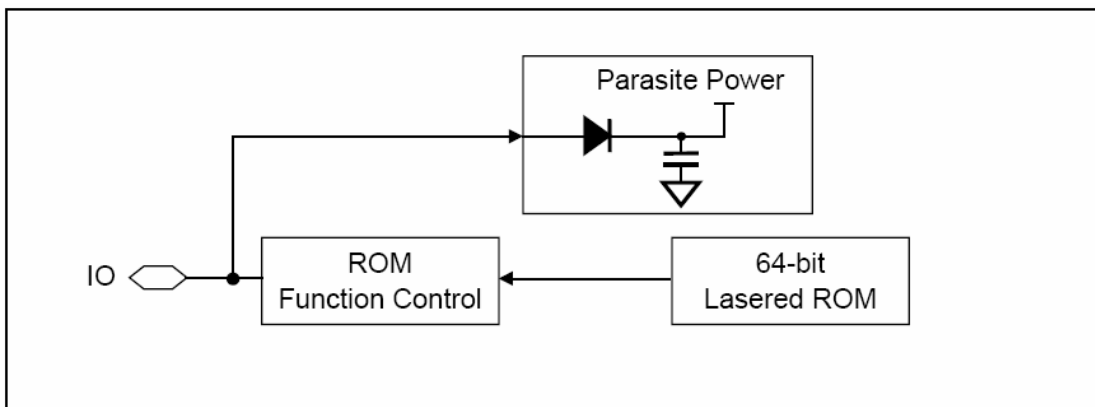 Parasite Power
IO
ROM
Function Control
64-bit
Lasered ROM